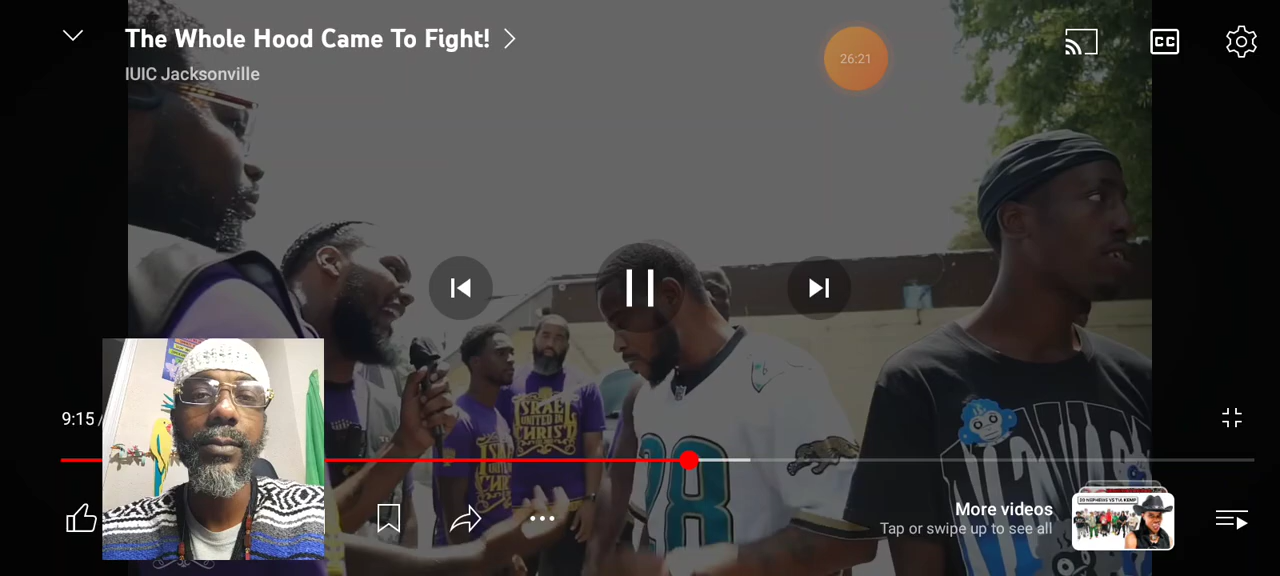 The Whole Hood Came To Fight!
IUIC Jacksonville
26:21
CC
ISRAEL
UNITED IN
CHRIST
28
9:15 /
More videos
Tap or swipe up to see all